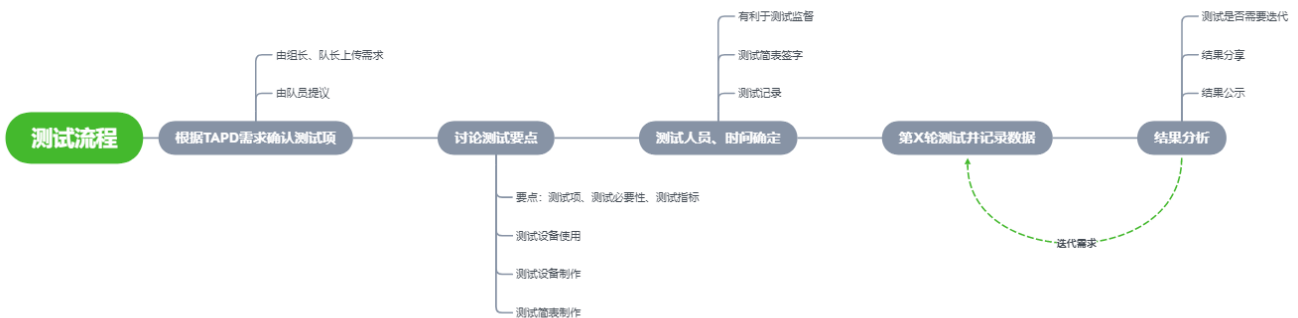 有利于测试监督
测试是否需要迭代
由组长、队长上传需求
测试简表签字
结果分享
由队员提议
测试记录
结果公示
测试流程
根据TAPD需求确认测试项
讨论测试要点
测试人员、时间确定
第X轮测试并记录数据
结果分析
要点：测试项、测试必要性、测试指标
测试设备使用
迭代需求
测试设备制作
测试简表制作